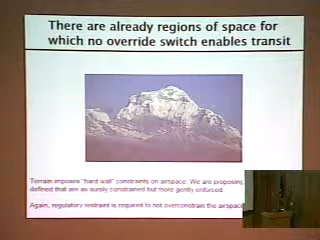 There are already regions of space for
which no override switch enables transit
Terrain imposes "hard wall" constraints on airspace. We are proposing
defined that are as surely constrained but more gently enforced.
Again, regulatory restraint is required to not overconstrain the airspace